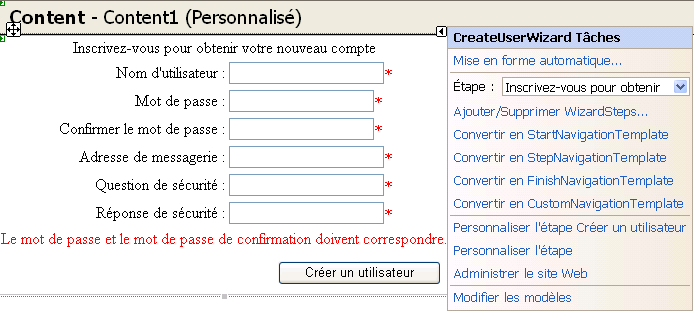 Content - Content1 (Personnalisé)
Inscrivez-vous pour obtenir votre nouveau compte
Nom d'utilisateur : *
Mot de passe : *
Confirmer le mot de passe : *
Adresse de messagerie : *
Question de sécurité : *
Réponse de sécurité : *
Le mot de passe et le mot de passe de confirmation doivent correspondre.
Créer un utilisateur
CreateUserWizard Tâches
Mise en forme automatique...
Étape : Inscrivez-vous pour obtenir
Ajouter/Supprimer WizardSteps...
Convertir en StartNavigationTemplate
Convertir en StepNavigationTemplate
Convertir en FinishNavigationTemplate
Convertir en CustomNavigationTemplate
Personnaliser l'étape Créer un utilisateur
Personnaliser l'étape
Administrer le site Web
Modifier les modèles